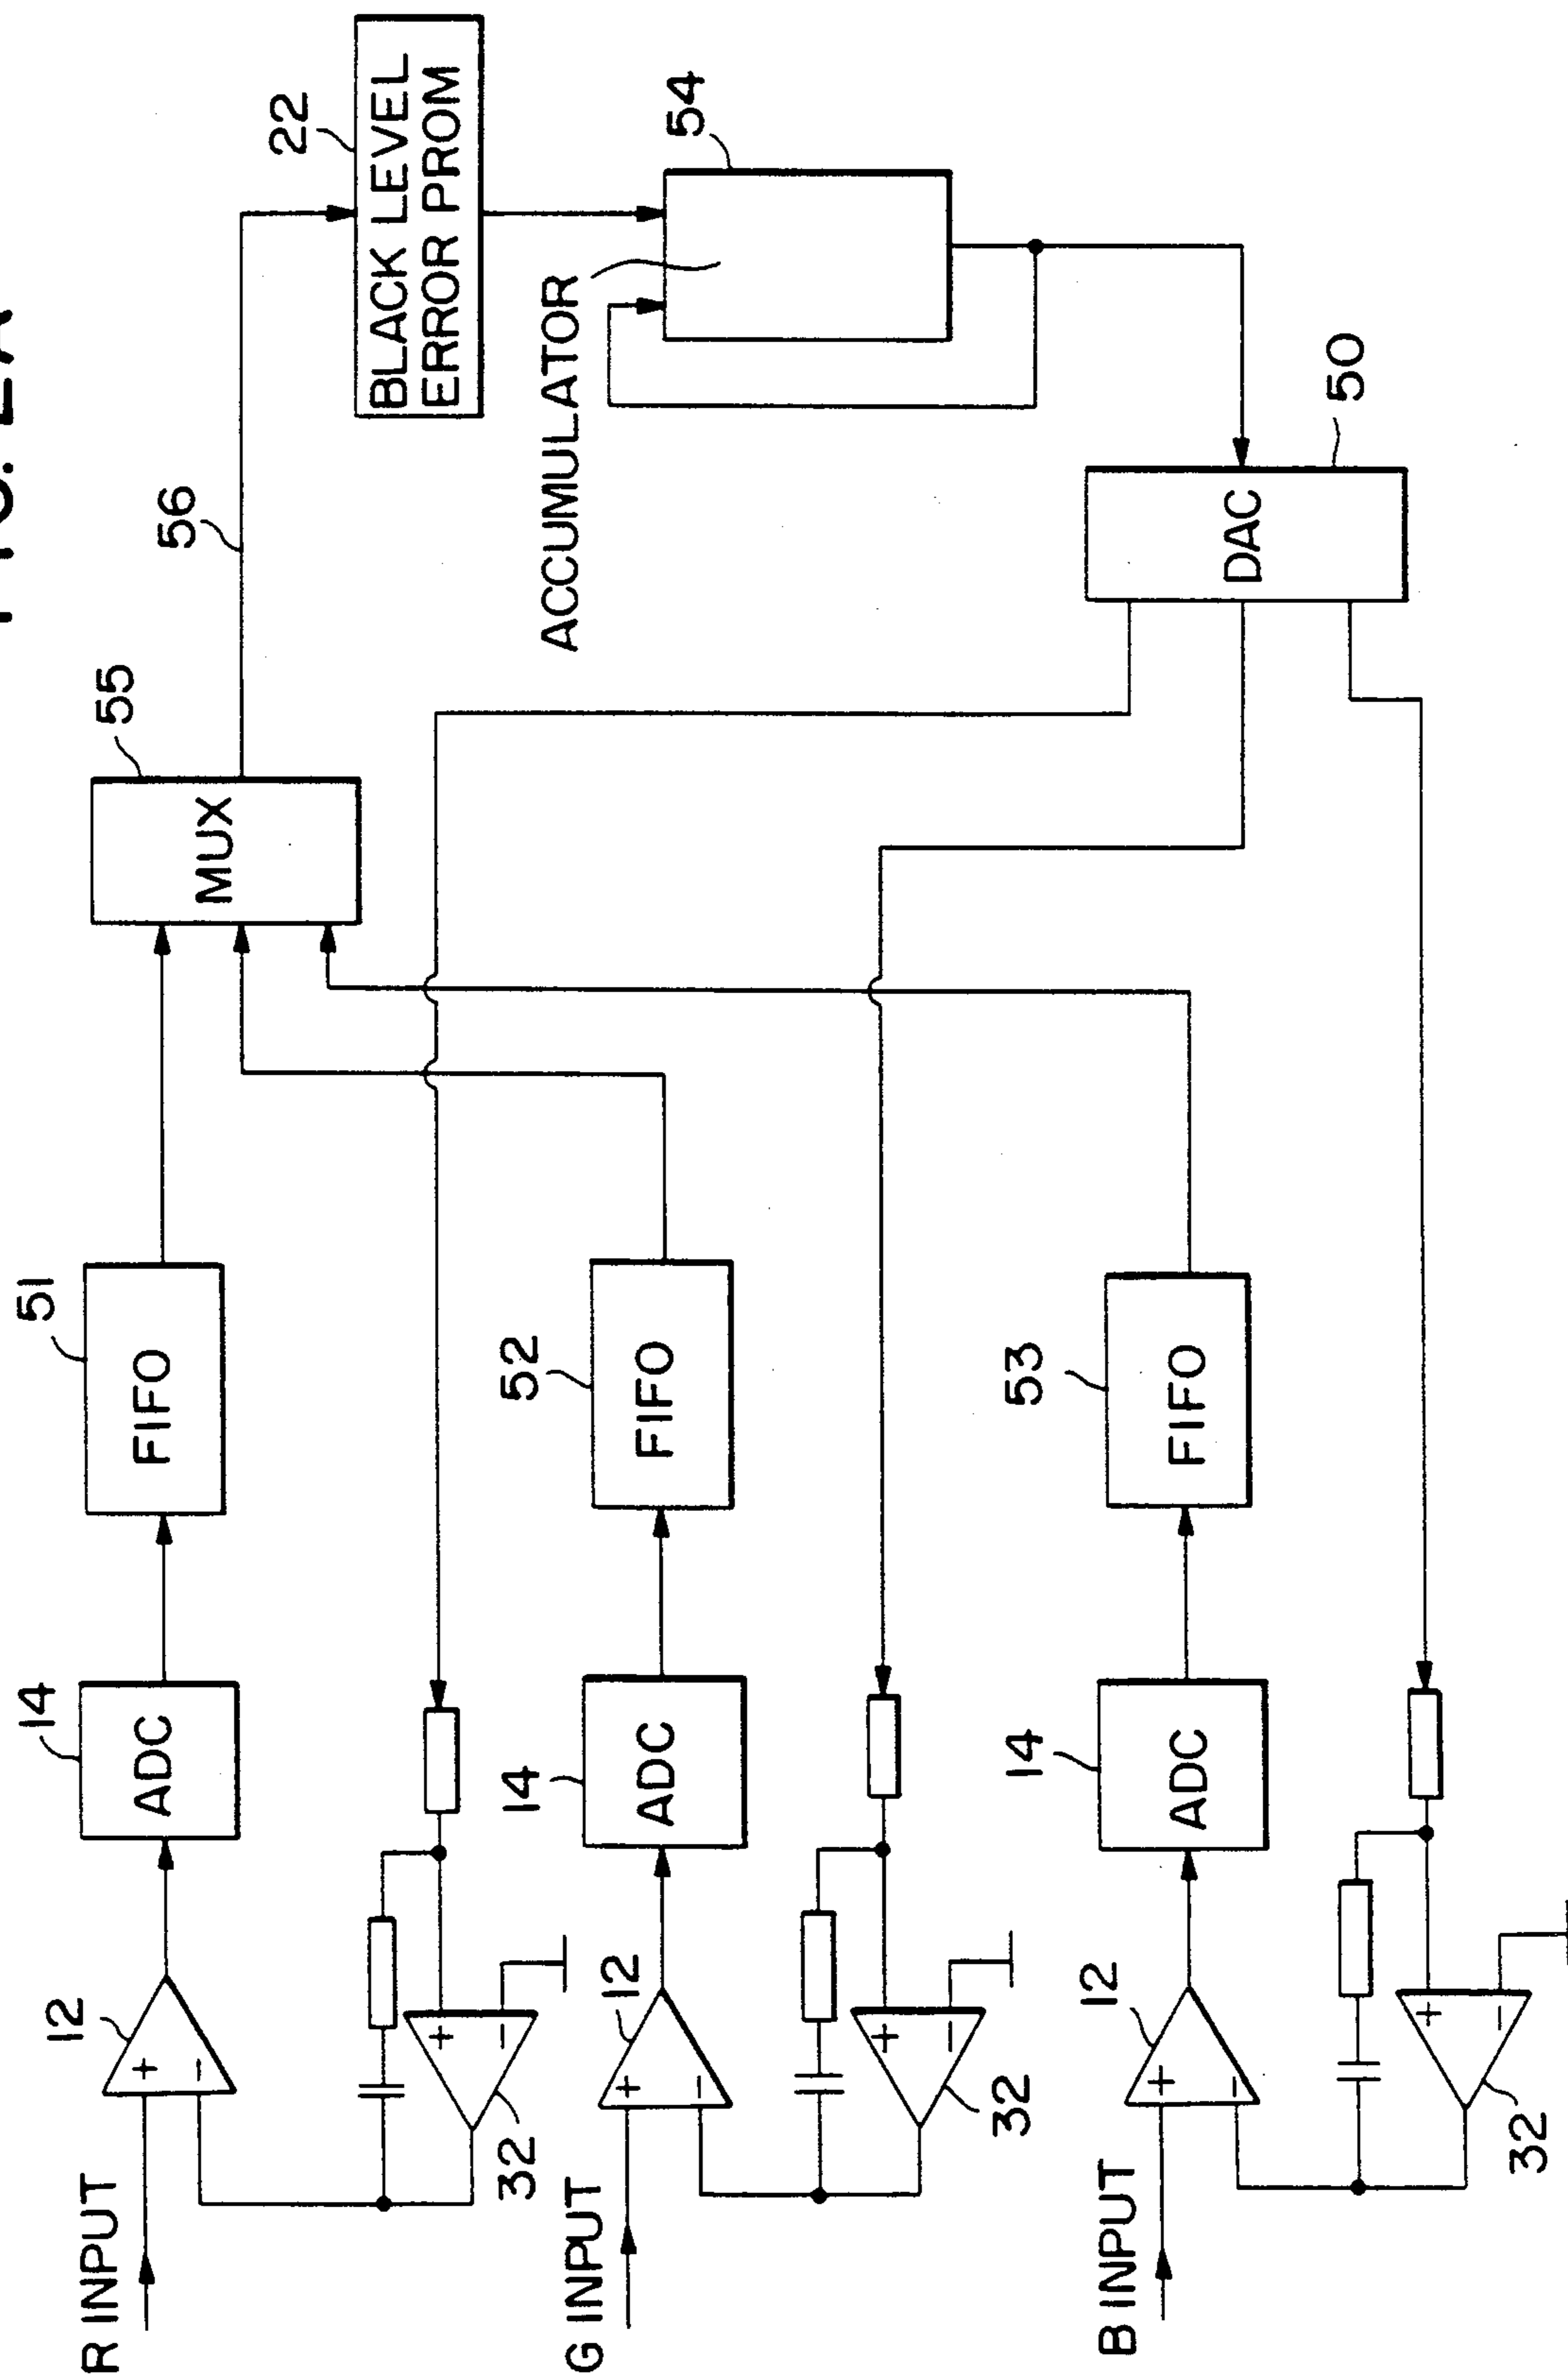 R INPUT
12
+
−
14
ADC
51
FIFO
55
MUX
56
22
BLACK LEVEL
ERROR PROM
32
+
−
ACCUMULATOR
54
G INPUT
12
+
−
14
ADC
52
FIFO
32
+
−
B INPUT
12
+
−
14
ADC
53
FIFO
DAC
50
32
+
−